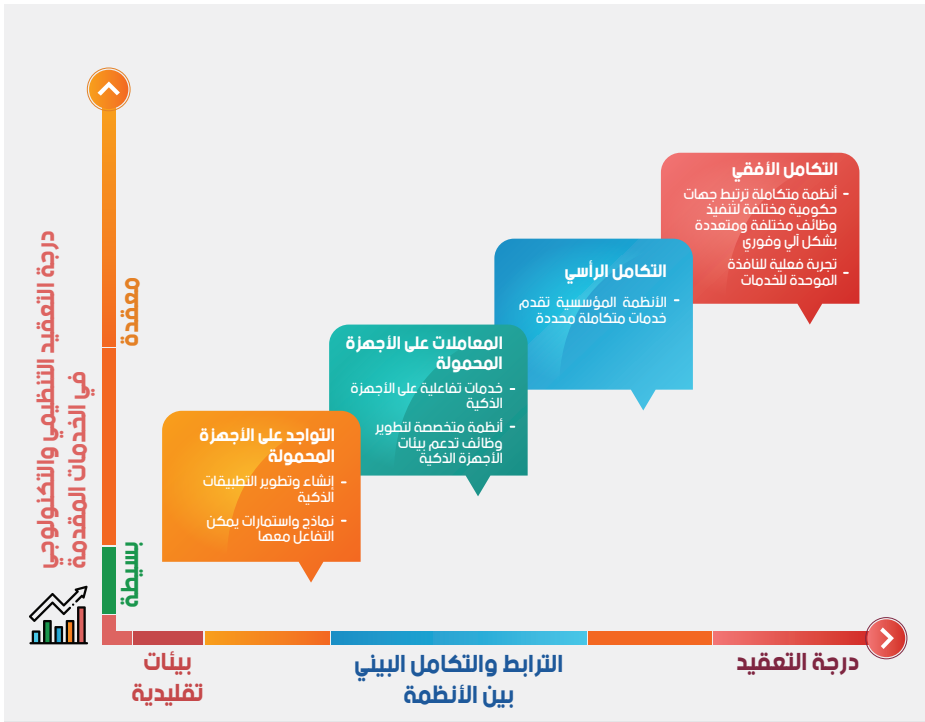 التكامل الأفقي
- أنظمة متكاملة ترتبط جهات
حكومية مختلفة لتنفيذ
وظائف مختلفة ومتعددة
بشكل آلي وفوري
- تجربة فعلية للنافذة
الموحدة للخدمات
التكامل الرأسي
- الأنظمة المؤسسية تقدم
خدمات متكاملة محددة
المعاملات على الأجهزة
المحمولة
- خدمات تفاعلية على الأجهزة
الذكية
- أنظمة متخصصة لتطوير
وظائف تدعم بيئات
الأجهزة الذكية
التواجد على الأجهزة
المحمولة
- إنشاء وتطوير التطبيقات
الذكية
- نماذج واستمارات يمكن
التفاعل معها
معقدة
بسيطة
درجة التعقيد التنظيمي والتكنولوجي
في الخدمات المقدمة
درجة التعقيد
الترابط والتكامل البيني
بين الأنظمة
بيئات
تقليدية